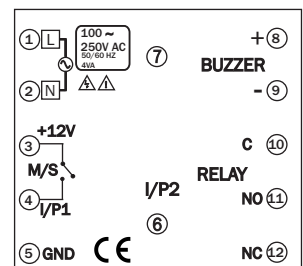 1 L
100 ~
250V AC
50/60 HZ
4VA
2 N
7
+ 8
BUZZER
- 9
+12V
3
M/S
4
I/P1
I/P2
6
5 GND
CE
C 10
RELAY
NO 11
NC 12